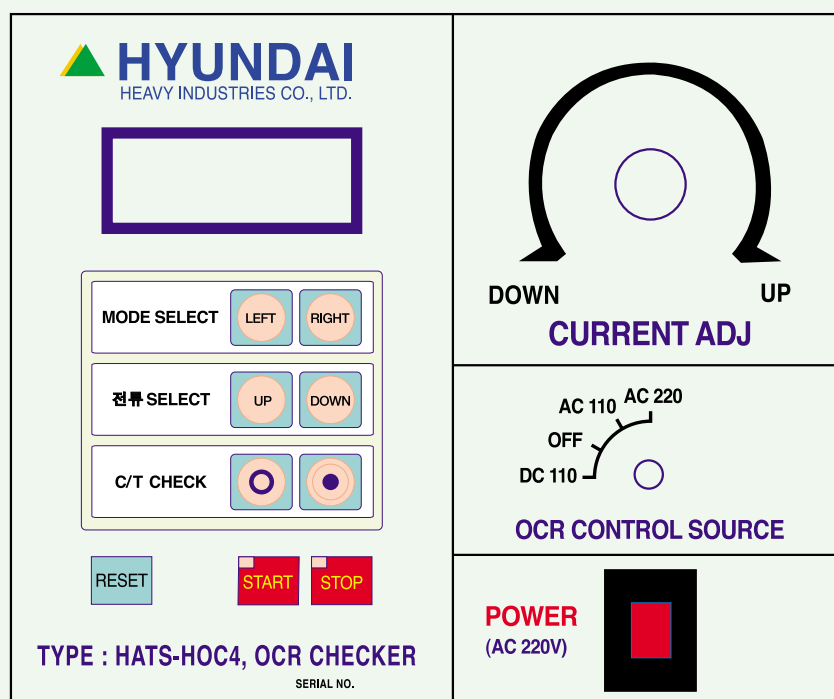 HYUNDAI
HEAVY INDUSTRIES CO., LTD.
MODE SELECT LEFT RIGHT
전류 SELECT UP DOWN
C/T CHECK
RESET START STOP
TYPE : HATS-HOC4, OCR CHECKER
SERIAL NO.
DOWN UP
CURRENT ADJ
AC 220
AC 110
OFF
DC 110
OCR CONTROL SOURCE
POWER
(AC 220V)